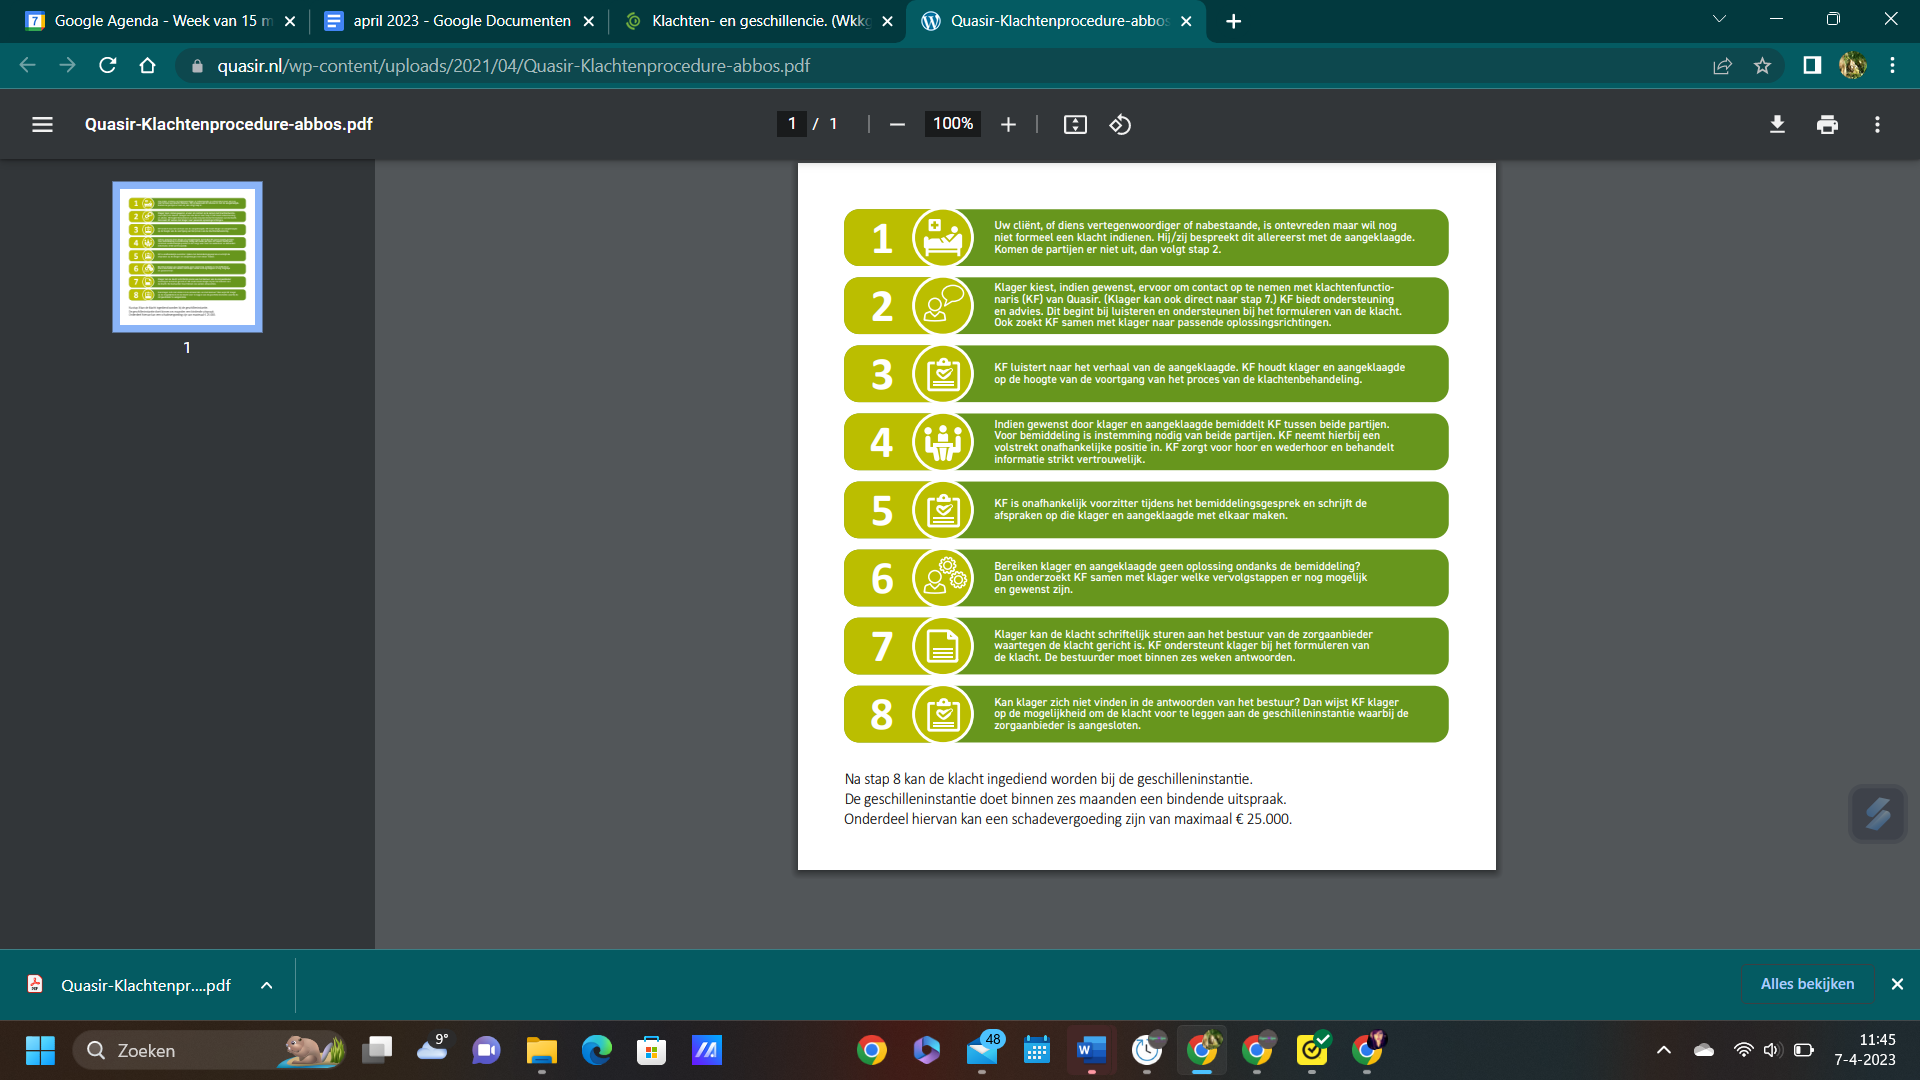 Google Agenda - Week van 15 m
april 2023 - Google Documenten
Klachten- en geschillencie. (Wkkg
Quasir-Klachtenprocedure-abbos
quasir.nl/wp-content/uploads/2021/04/Quasir-Klachtenprocedure-abbos.pdf
Quasir-Klachtenprocedure-abbos.pdf
1 / 1
100%
1
1
Uw cliënt, of diens vertegenwoordiger of nabestaande, is ontevreden maar wil nog
niet formeel een klacht indienen. Hij/zij bespreekt dit allereerst met de aangeklaagde.
Komen de partijen er niet uit, dan volgt stap 2.
2
Klager kiest, indien gewenst, ervoor om contact op te nemen met klachtenfunctio-
naris (KF) van Quasir. (Klager kan ook direct naar stap 7.) KF biedt ondersteuning
en advies. Dit begint bij luisteren en ondersteunen bij het formuleren van de klacht.
Ook zoekt KF samen met klager naar passende oplossingsrichtingen.
3
KF luistert naar het verhaal van de aangeklaagde. KF houdt klager en aangeklaagde
op de hoogte van de voortgang van het proces van de klachtenbehandeling.
4
Indien gewenst door klager en aangeklaagde bemiddelt KF tussen beide partijen.
Voor bemiddeling is instemming nodig van beide partijen. KF neemt hierbij een
volstrekt onafhankelijke positie in. KF zorgt voor hoor en wederhoor en behandelt
informatie strikt vertrouwelijk.
5
KF is onafhankelijk voorzitter tijdens het bemiddelingsgesprek en schrijft de
afspraken op die klager en aangeklaagde met elkaar maken.
6
Bereiken klager en aangeklaagde geen oplossing ondanks de bemiddeling?
Dan onderzoekt KF samen met klager welke vervolgstappen er nog mogelijk
en gewenst zijn.
7
Klager kan de klacht schriftelijk sturen aan het bestuur van de zorgaanbieder
waartegen de klacht gericht is. KF ondersteunt klager bij het formuleren van
de klacht. De bestuurder moet binnen zes weken antwoorden.
8
Kan klager zich niet vinden in de antwoorden van het bestuur? Dan wijst KF klager
op de mogelijkheid om de klacht voor te leggen aan de geschilleninstantie waarbij de
zorgaanbieder is aangesloten.
Na stap 8 kan de klacht ingediend worden bij de geschilleninstantie.
De geschilleninstantie doet binnen zes maanden een bindende uitspraak.
Onderdeel hiervan kan een schadevergoeding zijn van maximaal € 25.000.
Quasir-Klachtenpr....pdf
Alles bekijken
Zoeken
9°
48
11:45
7-4-2023